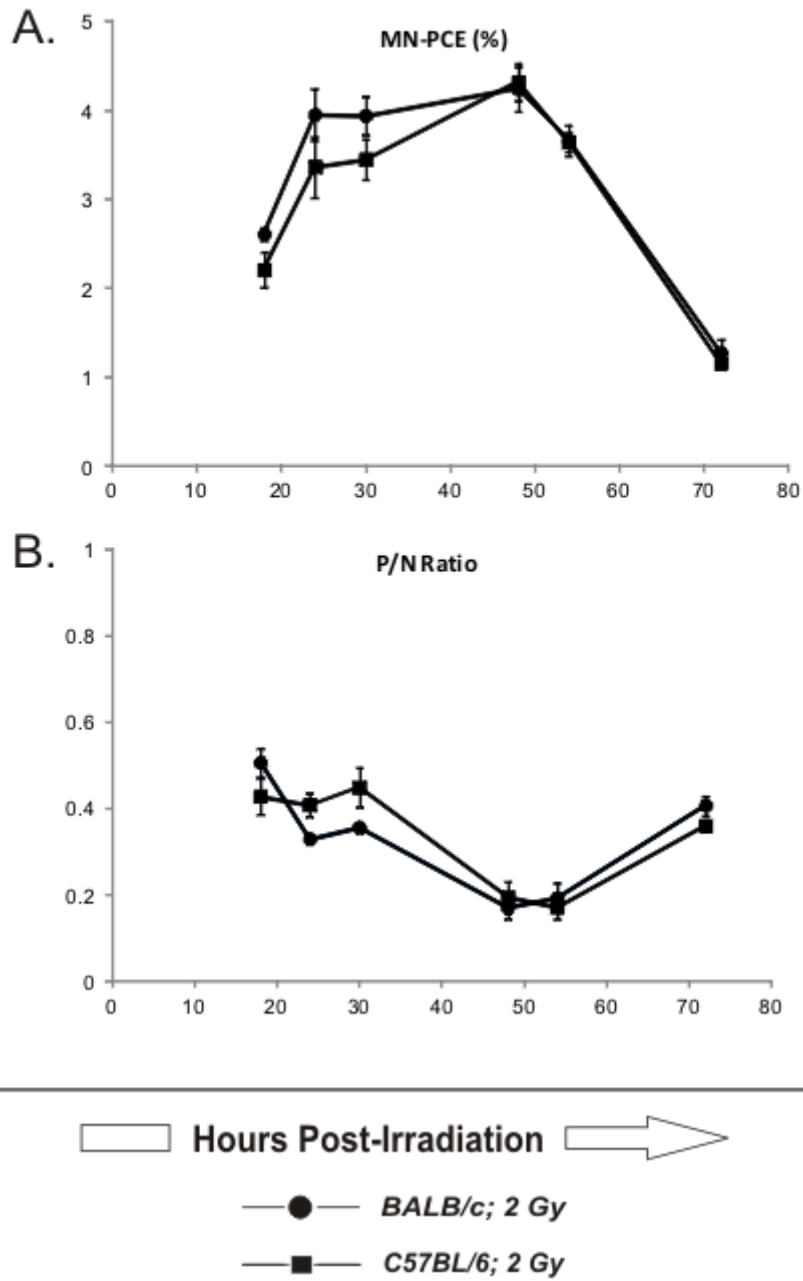 A.
MN-PCE (%)
5
4
3
2
1
0
0 10 20 30 40 50 60 70 80
B.
P/N Ratio
1
0.8
0.6
0.4
0.2
0
0 10 20 30 40 50 60 70 80
Hours Post-Irradiation
BALB/c; 2 Gy
C57BL/6; 2 Gy